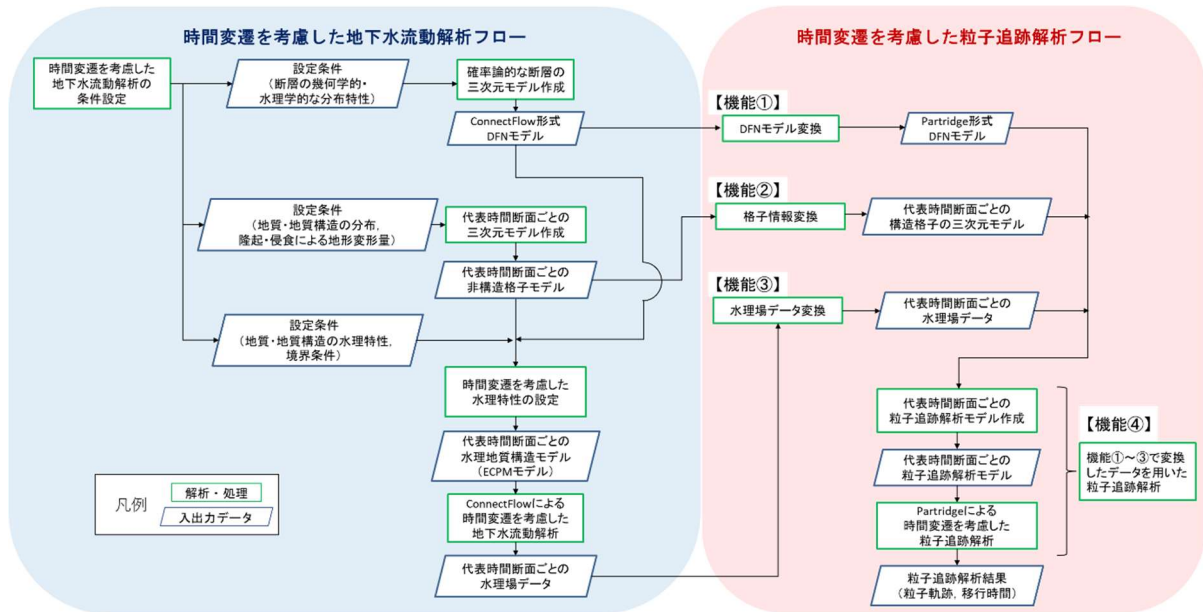 時間変遷を考慮した地下水流動解析フロー
時間変遷を考慮した
地下水流動解析の
条件設定
設定条件
(断層の幾何学的・
水理学的な分布特性)
確率論的な断層の
三次元モデル作成
ConnectFlow形式
DFNモデル
設定条件
(地質・地質構造の分布,
隆起・侵食による地形変形量)
代表時間断面ごとの
三次元モデル作成
代表時間断面ごとの
非構造格子モデル
設定条件
(地質・地質構造の水理特性,
境界条件)
時間変遷を考慮した
水理特性の設定
代表時間断面ごとの
水理地質構造モデル
(ECPMモデル)
ConnectFlowによる
時間変遷を考慮した
地下水流動解析
代表時間断面ごとの
水理場データ
凡例
解析・処理
入出力データ
時間変遷を考慮した粒子追跡解析フロー
【機能①】
DFNモデル変換
Partridge形式
DFNモデル
【機能②】
格子情報変換
代表時間断面ごとの
構造格子の三次元モデル
【機能③】
水理場データ変換
代表時間断面ごとの
水理場データ
代表時間断面ごとの
粒子追跡解析モデル作成
代表時間断面ごとの
粒子追跡解析モデル
Partridgeによる
時間変遷を考慮した
粒子追跡解析
粒子追跡解析結果
(粒子軌跡, 移行時間)
【機能④】
機能①～③で変換
したデータを用いた
粒子追跡解析